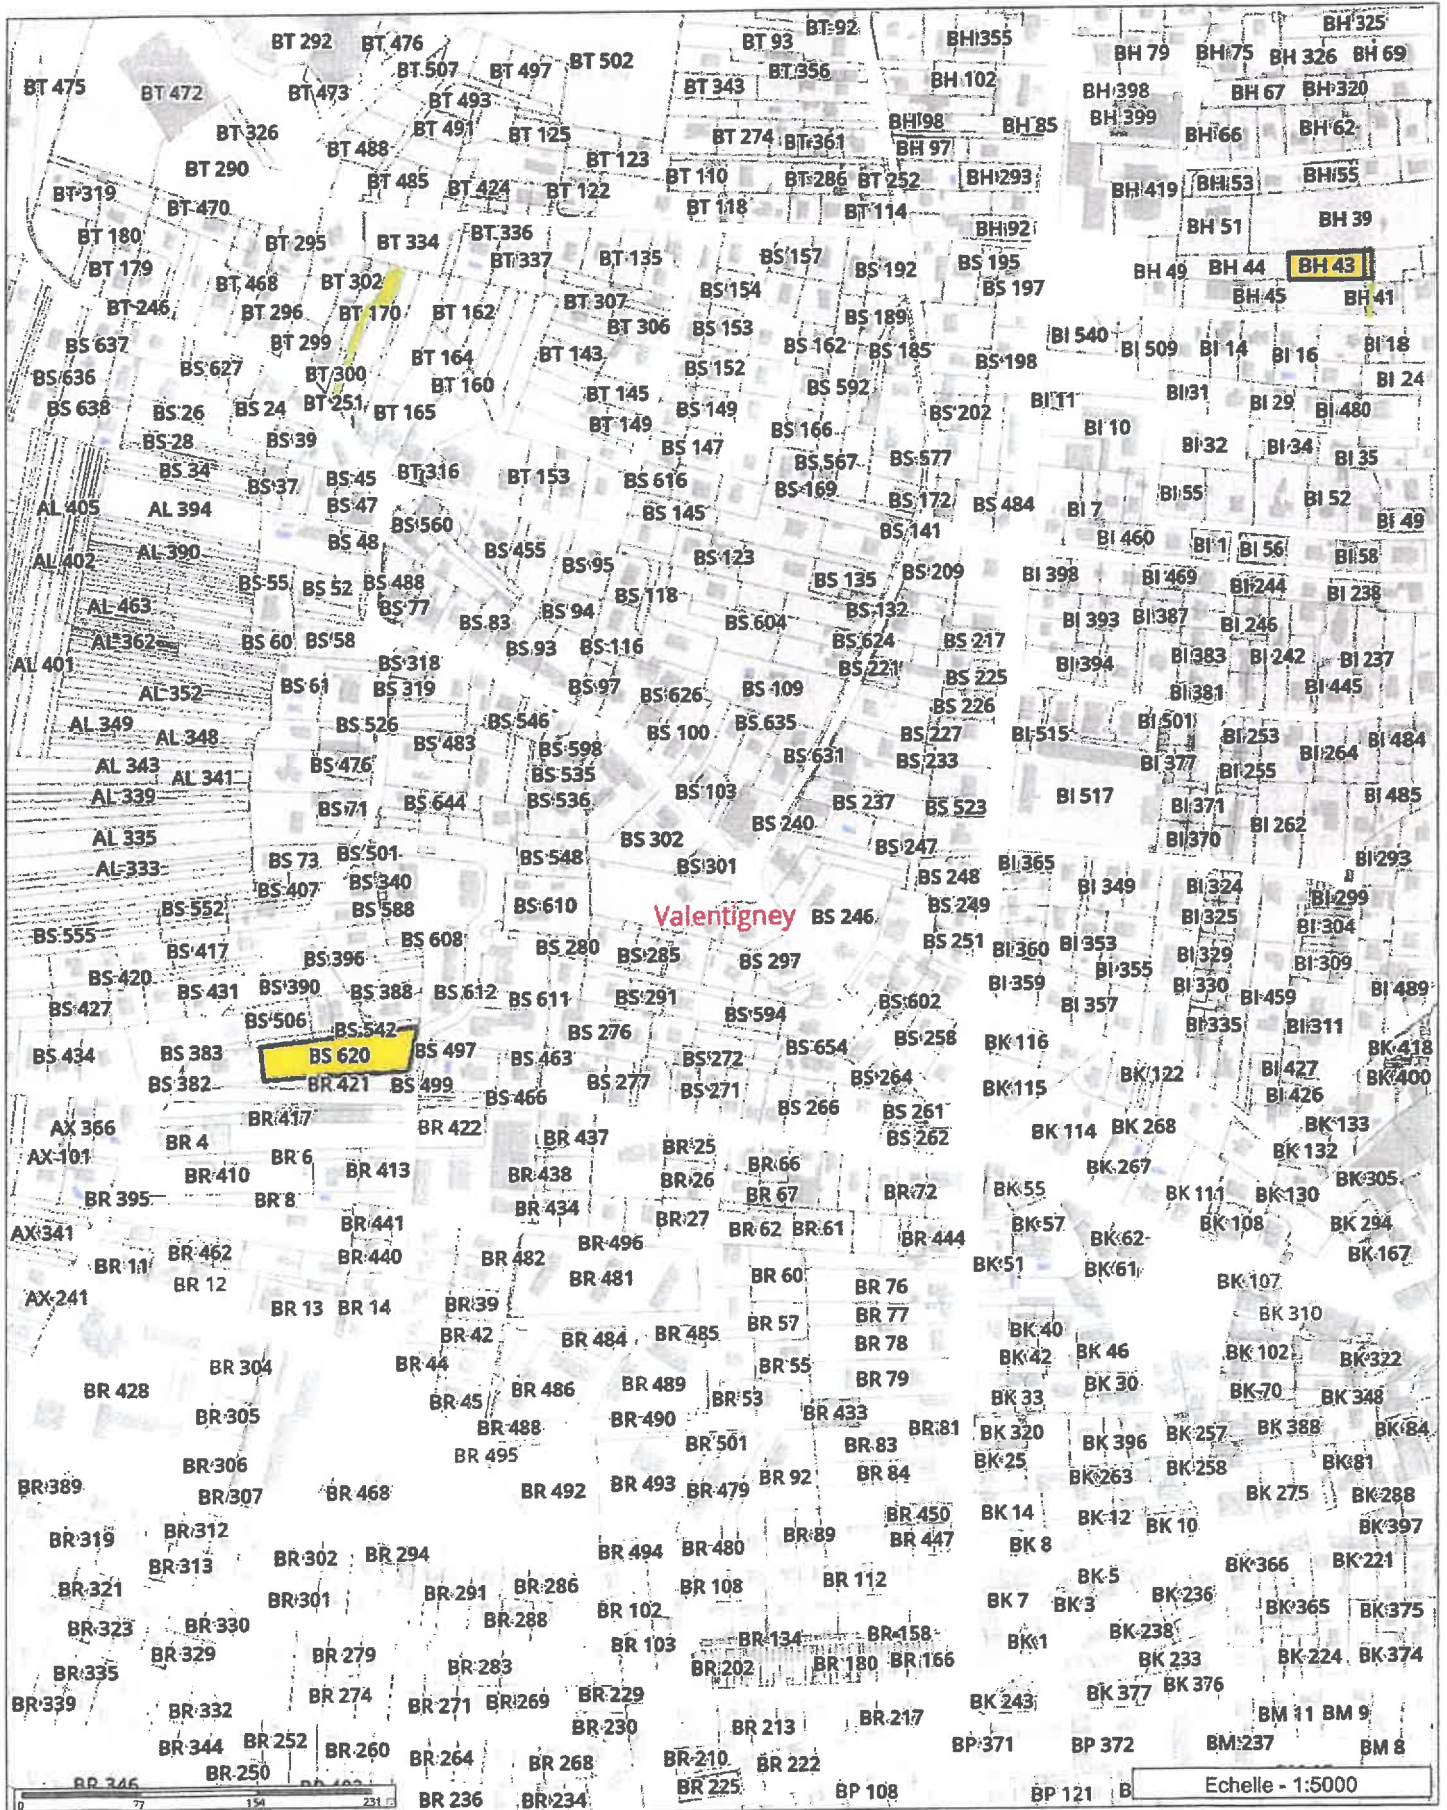 BH 325
BT 92
BT 292 BT 476 BT 93 BH 355
BH 79 BH 75 BH 326 BH 69
BT 507 BT 497 BT 502 BT 356 BH 102
BT 475 BT 472 BT 473 BT 343 BH 398 BH 67 BH 320
BT 493 BH 98 BH 399
BT 326 BT 491 BT 125 BT 274 BT 361 BH 85 BH 66 BH 62
BT 488 BH 97
BT 290 BT 123
BT 319 BT 485 BT 424 BT 122 BT 110 BT 286 BT 252 BH 293 BH 419 BH 53 BH 55
BT 470 BT 118 BT 114
BT 180 BT 295 BT 334 BT 336 BH 92 BH 51 BH 39
BT 179 BT 337 BT 135 BS 157 BS 192 BS 195 BH 49 BH 44 BH 43
BT 468 BT 302 BS 154 BS 197 BH 45 BH 41
BT 246 BT 296 BT 170 BT 162 BT 307 BS 189
BT 306 BS 153
BS 637 BT 299 BS 162 BS 185 BI 540 BI 509 BI 14 BI 16 BI 18
BS 627 BT 164 BT 143 BS 152 BS 198
BS 636 BT 300 BT 160 BS 592 BI 24
BS 638 BS 26 BS 24 BT 251 BT 165 BT 145 BS 149 BS 202 BI 11 BI 31 BI 29 BI 480
BT 149 BS 166 BI 10
BS 28 BS 39 BS 147 BI 32 BI 34 BI 35
BS 34 BT 316 BT 153 BS 616 BS 567 BS 577
BS 37 BS 45 BS 169 BI 55 BI 52
AL 405 AL 394 BS 47 BS 145 BS 172 BS 484 BI 7
BS 560 BS 141 BI 49
AL 402 AL 390 BS 48 BS 455 BS 123 BI 460 BI 1 BI 56 BI 58
BS 95 BS 209 BI 398 BI 469
BS 55 BS 52 BS 488 BS 118 BS 135 BI 244 BI 238
AL 463 BS 77 BS 94 BS 132
BS 83 BS 604 BI 393 BI 387 BI 246
AL 362 BS 60 BS 58 BS 93 BS 116 BS 624 BS 217
AL 401 BS 318 BS 221 BI 394 BI 383 BI 242 BI 237
AL 352 BS 61 BS 319 BS 97 BS 626 BS 109 BS 225 BI 381 BI 445
BS 226
AL 349 AL 348 BS 526 BS 546 BS 100 BS 635 BS 227 BI 515 BI 501 BI 253 BI 484
BS 483 BS 598 BS 631 BI 264
AL 343 AL 341 BS 476 BS 535 BS 233 BI 377 BI 255
AL 339 BS 71 BS 644 BS 536 BS 103 BS 237 BS 523 BI 517 BI 371 BI 485
AL 335 BS 302 BS 240 BS 247 BI 370 BI 262
AL 333 BS 73 BS 501 BS 548 BS 301 BI 365 BI 293
BS 407 BS 340 BS 248 BI 349 BI 324
BS 552 BS 588 BS 610 Valentigney BS 246 BS 249 BI 325 BI 299
BS 555 BS 417 BS 608 BS 280 BS 285 BS 251 BI 360 BI 353 BI 329 BI 304
BS 396 BS 297 BI 355 BI 309
BS 420 BS 431 BS 390 BS 388 BS 612 BS 611 BS 291 BS 602 BI 359 BI 330 BI 459 BI 489
BS 427 BS 506 BS 594 BI 357
BS 542 BS 276 BS 258 BI 335 BI 311
BS 434 BS 383 BS 620 BS 497 BS 463 BS 272 BS 654 BK 116 BK 418
BS 382 BR 421 BS 499 BS 277 BS 264 BK 115 BK 122 BI 427 BK 400
BS 466 BS 271 BI 426
BR 417 BS 266 BS 261
AX 366 BR 4 BR 422 BR 437 BS 262 BK 114 BK 268 BK 133
AX 101 BR 6 BR 413 BR 25 BR 66 BK 267 BK 132
BR 410 BR 438 BR 26 BK 305
BR 395 BR 8 BR 67 BR 72 BK 55 BK 111 BK 130
BR 434 BR 27
AX 341 BR 441 BR 62 BR 61 BR 444 BK 57 BK 62 BK 108 BK 294
BR 11 BR 462 BR 440 BR 482 BR 496 BK 51 BK 61 BK 167
BR 12 BR 481 BR 60 BR 76 BK 107
AX 241 BR 13 BR 14 BR 39 BR 77 BK 310
BR 42 BR 484 BR 485 BR 57 BR 78 BK 40
BR 304 BR 44 BR 55 BK 42 BK 46 BK 102 BK 322
BR 428 BR 45 BR 486 BR 489 BR 53 BR 79 BK 33 BK 30 BK 70 BK 348
BR 305 BR 488 BR 490 BR 433 BR 81 BK 320 BK 257 BK 388 BK 84
BR 495 BR 501 BR 83 BK 396
BR 306 BR 92 BR 84 BK 25 BK 263 BK 258 BK 81
BR 389 BR 307 BR 468 BR 492 BR 493 BR 479 BK 275 BK 288
BR 319 BR 312 BR 450 BK 14 BK 12 BK 10 BK 397
BR 313 BR 302 BR 294 BR 494 BR 480 BR 89 BR 447 BK 8
BR 321 BR 301 BR 291 BR 286 BR 108 BR 112 BK 5 BK 366 BK 221
BR 323 BR 330 BR 288 BR 102 BK 7 BK 3 BK 236 BK 365 BK 375
BR 329 BR 279 BR 103 BR 134 BR 158 BK 1 BK 238
BR 335 BR 283 BR 202 BR 180 BR 166 BK 233 BK 224 BK 374
BR 339 BR 332 BR 274 BR 271 BR 269 BR 229 BK 243 BK 377 BK 376
BR 230 BR 213 BR 217 BM 11 BM 9
BR 344 BR 252 BR 260 BR 264 BR 268 BR 210 BR 222 BP 371 BP 372 BM 237 BM 8
BR 346 BR 250 BR 236 BR 234 BR 225 BP 108 BP 121 B
Echelle - 1:5000
0 77 154 231